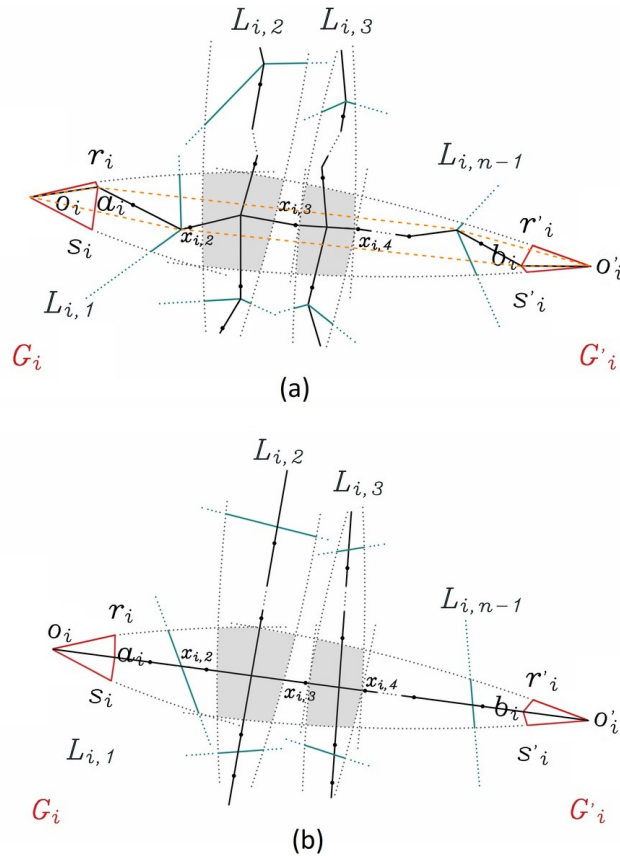 L_{i,2} L_{i,3}
r_i L_{i,n-1}
o_i a_i x_{i,3} r'_i
s_i x_{i,2} x_{i,4} b_i o'_i
L_{i,1} s'_i
G_i G'_i
(a)
L_{i,2}
L_{i,3}
r_i L_{i,n-1}
o_i a_i x_{i,2}
s_i x_{i,3} x_{i,4} r'_i
b_i o'_i
L_{i,1} s'_i
G_i G'_i
(b)